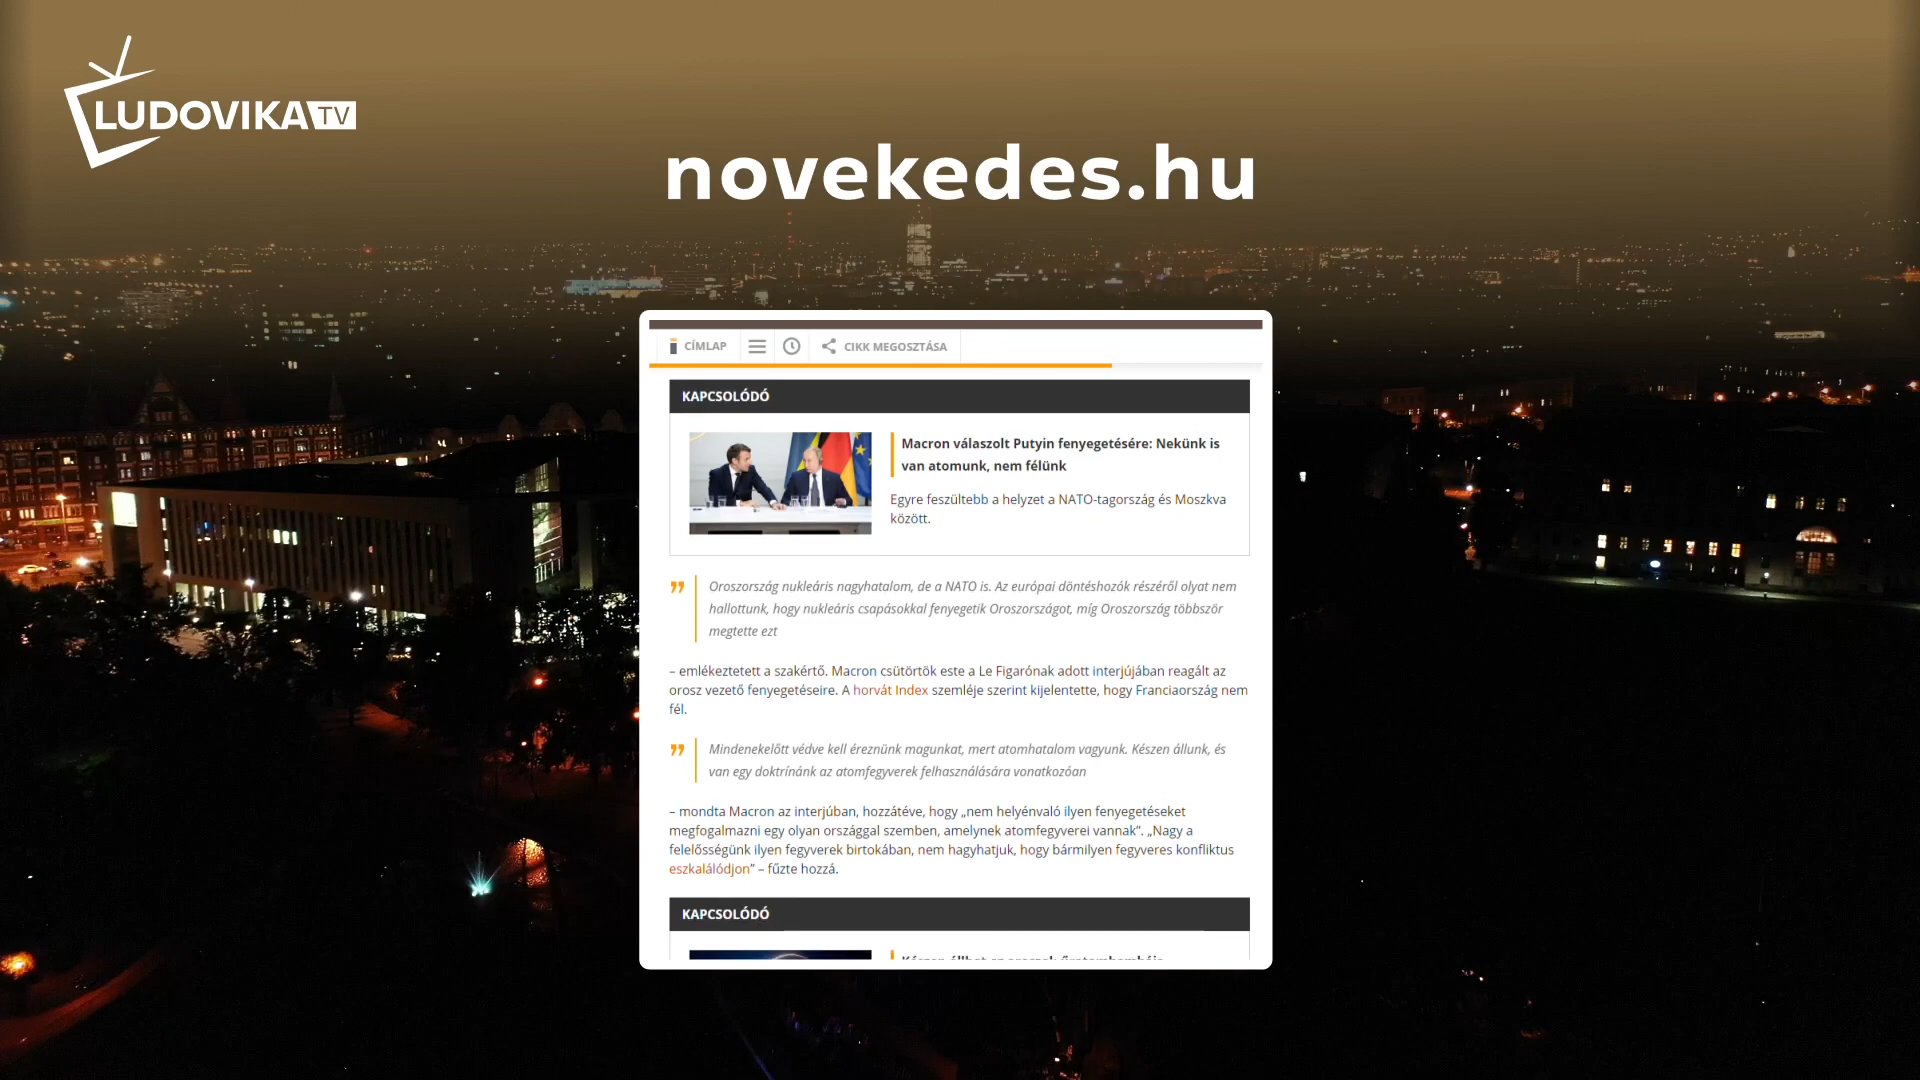 LUDOVIKA TV
novekedes.hu
CÍMLAP
CIKK MEGOSZTÁSA
KAPCSOLÓDÓ
Macron válaszolt Putyin fenyegetésére: Nekünk is
van atomunk, nem félünk
Egyre feszültebb a helyzet a NATO-tagország és Moszkva
között.
Oroszország nukleáris nagyhatalom, de a NATO is. Az európai döntéshozók részéről olyat nem
hallottunk, hogy nukleáris csapásokkal fenyegetik Oroszországot, míg Oroszország többször
megtette ezt
– emlékeztetett a szakértő. Macron csütörtök este a Le Figarónak adott interjújában reagált az
orosz vezető fenyegetéseire. A horvát Index szemléje szerint kijelentette, hogy Franciaország nem
fél.
Mindenekelőtt védve kell éreznünk magunkat, mert atomhatalom vagyunk. Készen állunk, és
van egy doktrínánk az atomfegyverek felhasználására vonatkozóan
– mondta Macron az interjúban, hozzátéve, hogy „nem helyénvaló ilyen fenyegetéseket
megfogalmazni egy olyan országgal szemben, amelynek atomfegyverei vannak”. „Nagy a
felelősségünk ilyen fegyverek birtokában, nem hagyhatjuk, hogy bármilyen fegyveres konfliktus
eszkalálódjon” – fűzte hozzá.
KAPCSOLÓDÓ